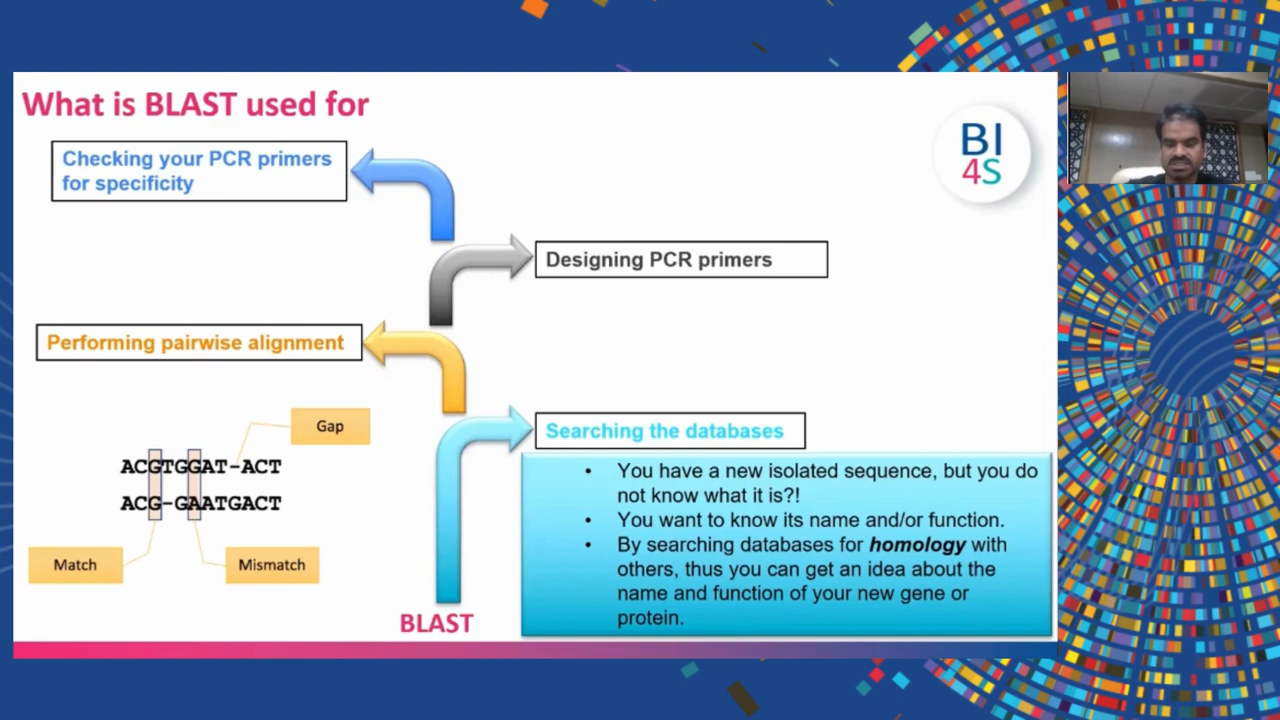 What is BLAST used for
BI
4S
Checking your PCR primers
for specificity
Designing PCR primers
Performing pairwise alignment
Gap
ACGTGGAT-ACT
ACG-GAATGACT
Match
Mismatch
Searching the databases
• You have a new isolated sequence, but you do
not know what it is?!
• You want to know its name and/or function.
• By searching databases for homology with
others, thus you can get an idea about the
name and function of your new gene or
protein.
BLAST